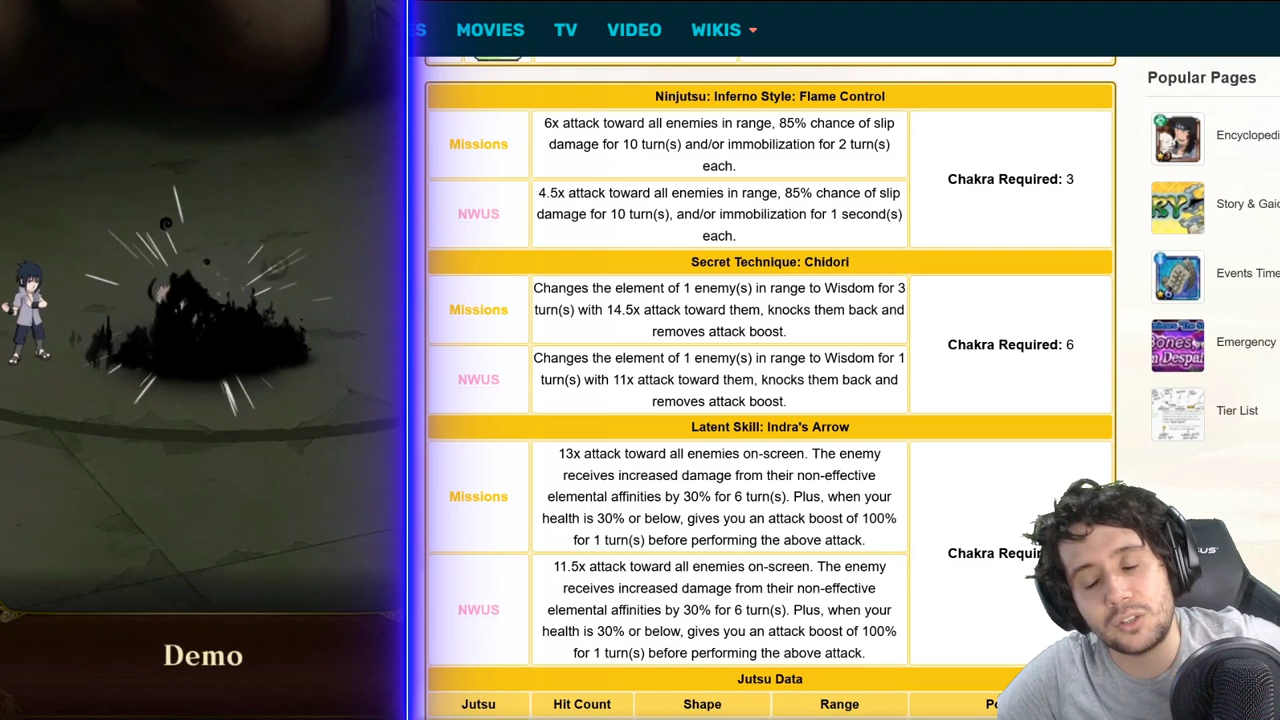 MOVIES TV VIDEO WIKIS
Popular Pages
Ninjutsu: Inferno Style: Flame Control
Missions
6x attack toward all enemies in range, 85% chance of slip
damage for 10 turn(s) and/or immobilization for 2 turn(s)
each.
NWUS
4.5x attack toward all enemies in range, 85% chance of slip
damage for 10 turn(s), and/or immobilization for 1 second(s)
each.
Chakra Required: 3
Secret Technique: Chidori
Missions
Changes the element of 1 enemy(s) in range to Wisdom for 3
turn(s) with 14.5x attack toward them, knocks them back and
removes attack boost.
NWUS
Changes the element of 1 enemy(s) in range to Wisdom for 1
turn(s) with 11x attack toward them, knocks them back and
removes attack boost.
Chakra Required: 6
Latent Skill: Indra's Arrow
Missions
13x attack toward all enemies on-screen. The enemy
receives increased damage from their non-effective
elemental affinities by 30% for 6 turn(s). Plus, when your
health is 30% or below, gives you an attack boost of 100%
for 1 turn(s) before performing the above attack.
NWUS
11.5x attack toward all enemies on-screen. The enemy
receives increased damage from their non-effective
elemental affinities by 30% for 6 turn(s). Plus, when your
health is 30% or below, gives you an attack boost of 100%
for 1 turn(s) before performing the above attack.
Chakra
Jutsu Data
Jutsu Hit Count Shape Range
Encyclopedi
Story & Gaid
Events Time
Emergency
Tier List
Demo